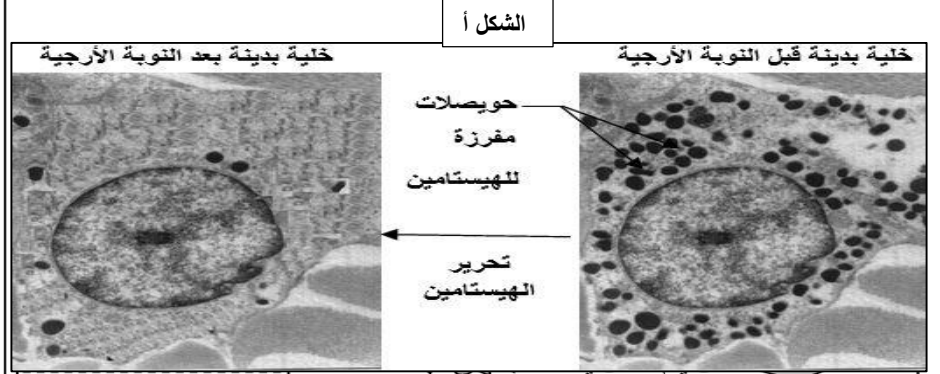 الشكل أ
خلية بدينة قبل النوبة الأرجية
خلية بدينة بعد النوبة الأرجية
حويصلات
مفرزة
للهيستامين
تحرير
الهيستامين